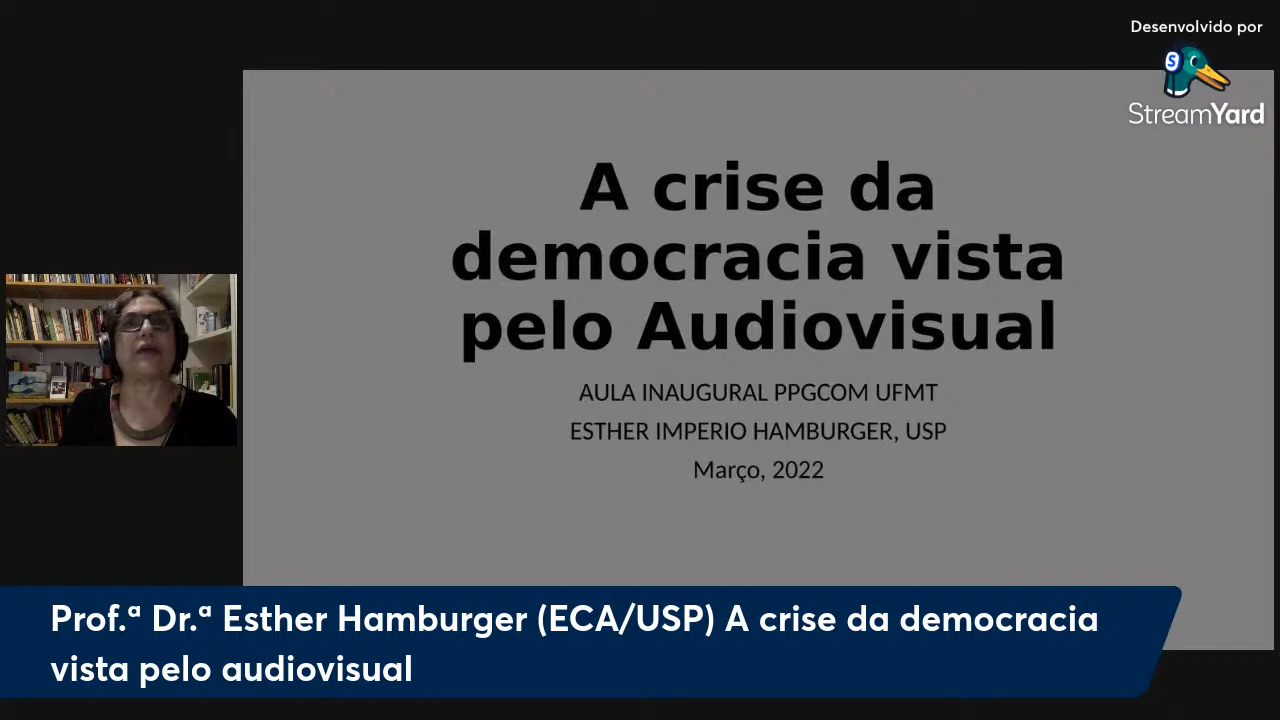 Desenvolvido por
S
StreamYard
A crise da
democracia vista
pelo Audiovisual
AULA INAUGURAL PPGCOM UFMT
ESTHER IMPERIO HAMBURGER, USP
Março, 2022
Prof.ª Dr.ª Esther Hamburger (ECA/USP) A crise da democracia
vista pelo audiovisual